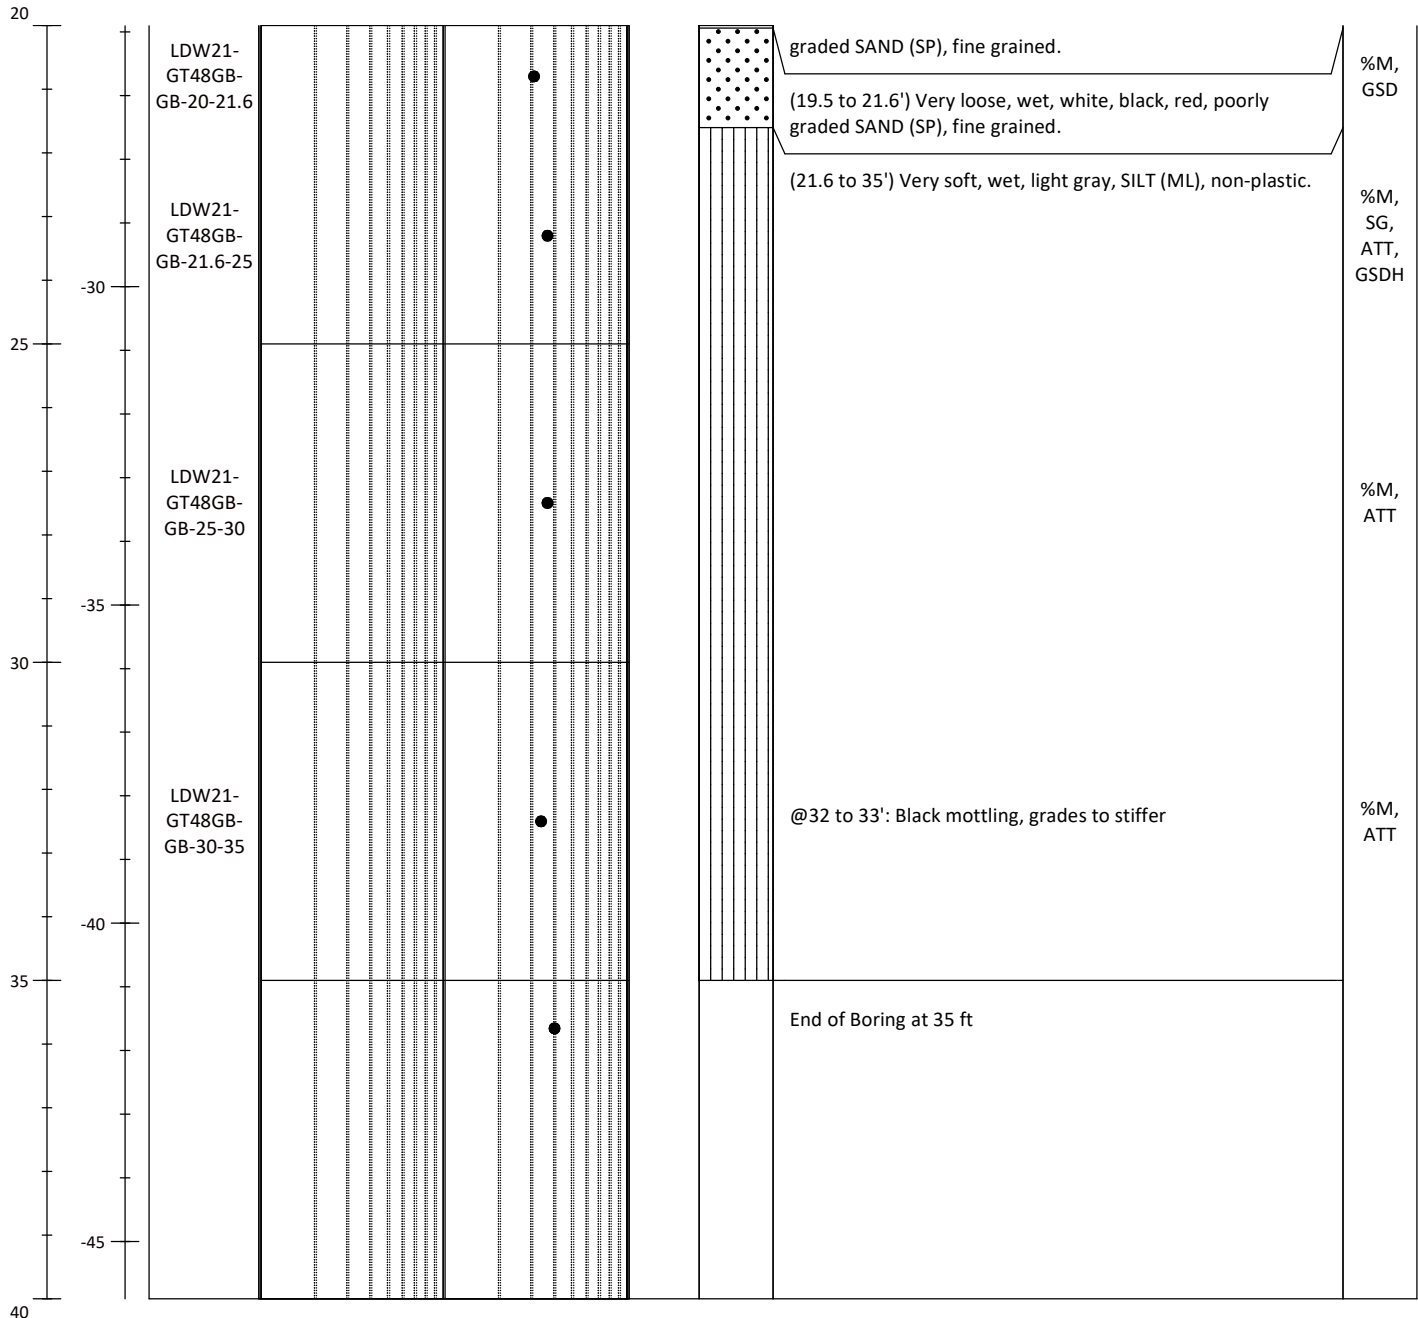 20
LDW21-
GT48GB-
GB-20-21.6
graded SAND (SP), fine grained.
%M,
GSD
(19.5 to 21.6') Very loose, wet, white, black, red, poorly
graded SAND (SP), fine grained.
(21.6 to 35') Very soft, wet, light gray, SILT (ML), non-plastic.
LDW21-
GT48GB-
GB-21.6-25
%M,
SG,
ATT,
GSDH
-30
25
LDW21-
GT48GB-
GB-25-30
%M,
ATT
-35
30
LDW21-
GT48GB-
GB-30-35
@32 to 33': Black mottling, grades to stiffer
%M,
ATT
-40
35
End of Boring at 35 ft
-45
40